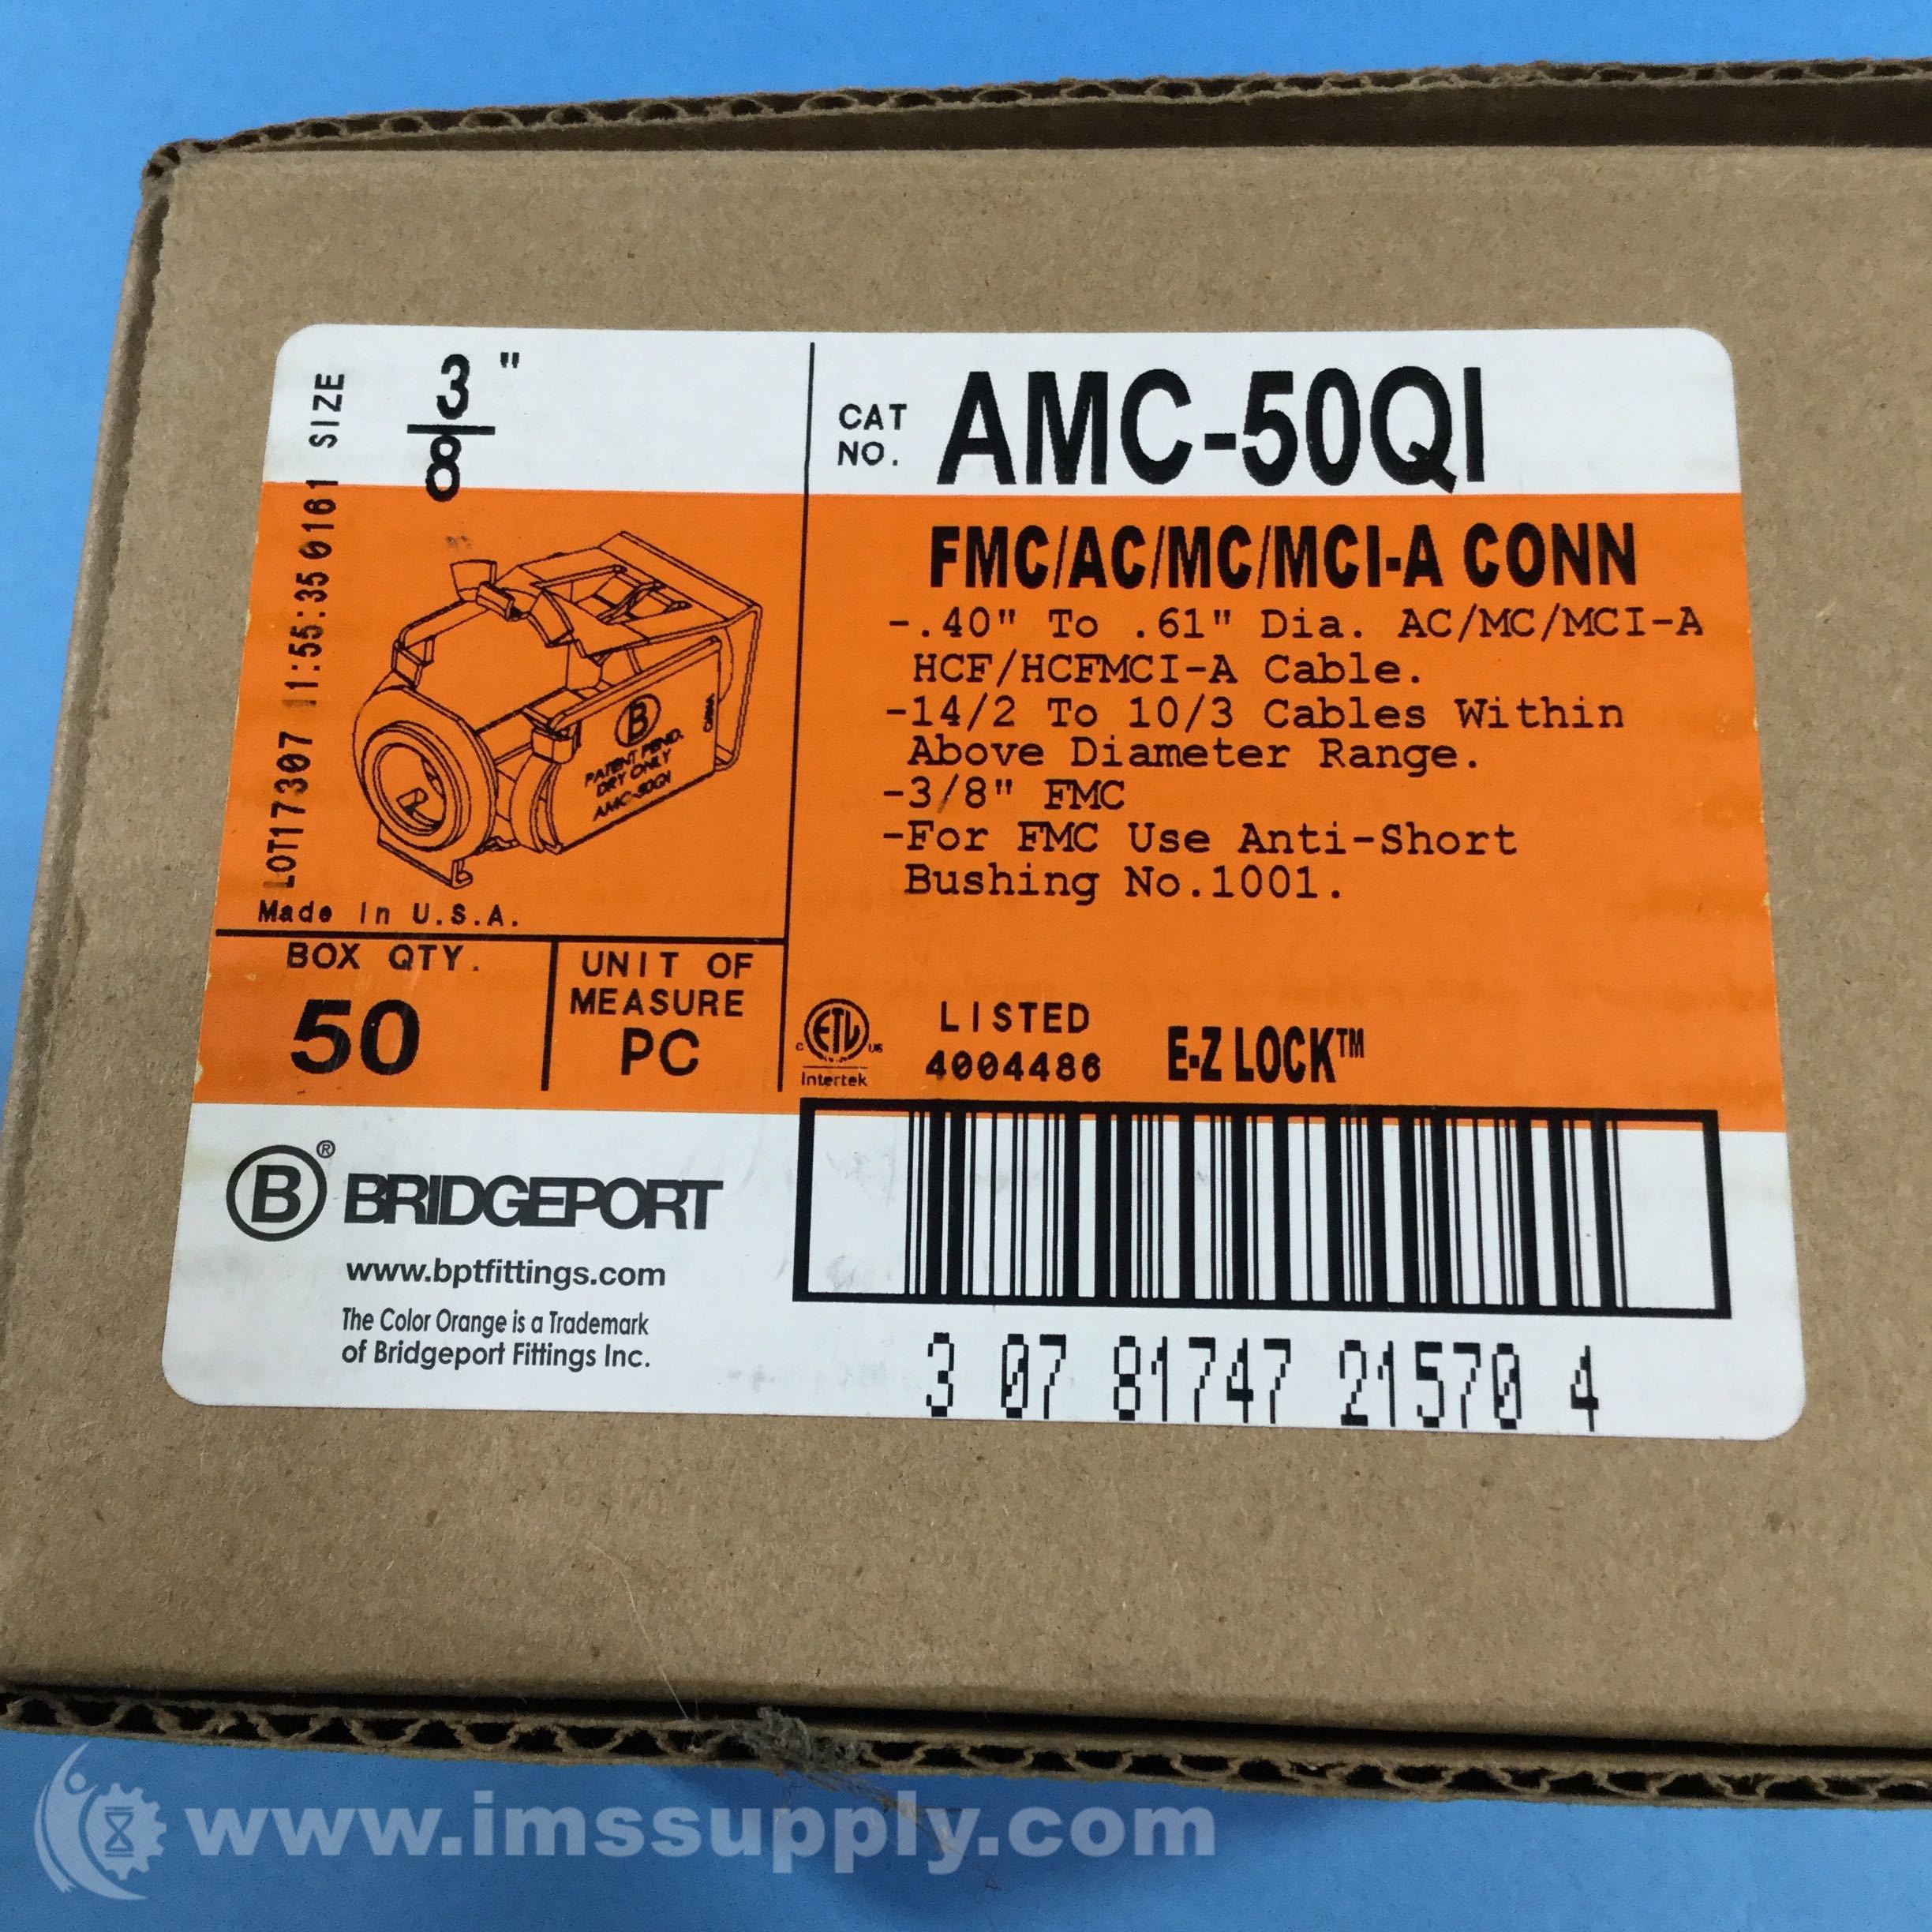 SIZE
3 "
8
CAT NO.
AMC-50QI
LOT17307 11:55:35 0161
B
PATENT PEND.
DRY ONLY
AMC-50QI
Made In U.S.A.
FMC/AC/MC/MCI-A CONN
-.40" To .61" Dia. AC/MC/MCI-A
HCF/HCFMCI-A Cable.
-14/2 To 10/3 Cables Within
Above Diameter Range.
-3/8" FMC
-For FMC Use Anti-Short
Bushing No.1001.
BOX QTY.
50
UNIT OF
MEASURE
PC
C ETL US
Intertek
LISTED
4004486
E-Z LOCK™
B® BRIDGEPORT
www.bptfittings.com
The Color Orange is a Trademark
of Bridgeport Fittings Inc.
3 07 81747 21570 4
www.imssupply.com